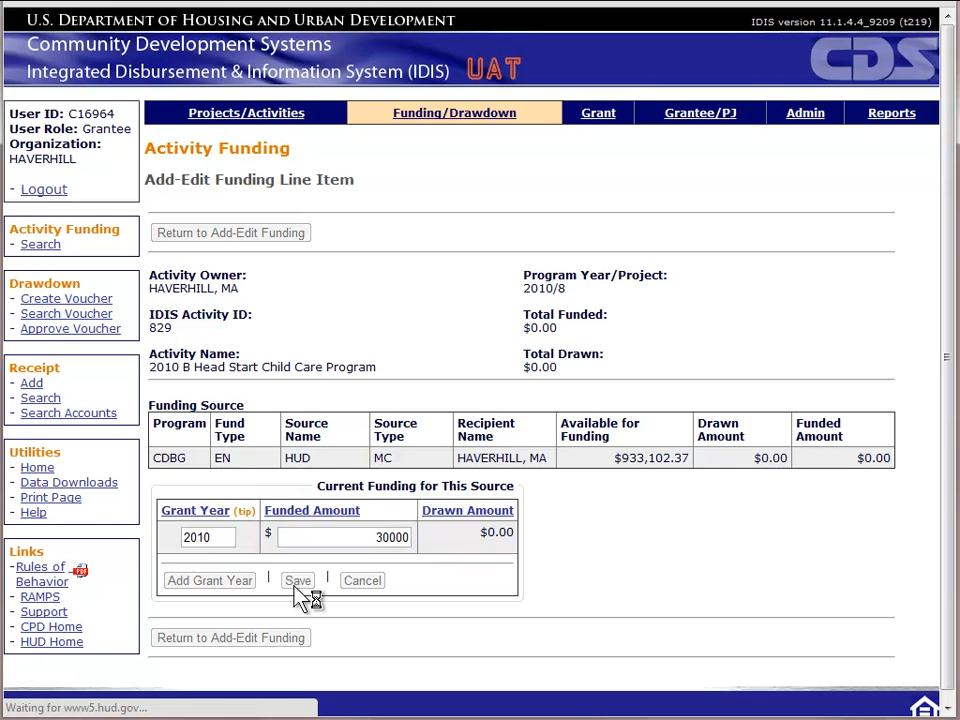 U.S. DEPARTMENT OF HOUSING AND URBAN DEVELOPMENT
IDIS version 11.1.4.4_9209 (t219)
Community Development Systems
Integrated Disbursement & Information System (IDIS) UAT
CDS
User ID: C16964
User Role: Grantee
Organization:
HAVERHILL
- Logout
Activity Funding
- Search
Drawdown
- Create Voucher
- Search Voucher
- Approve Voucher
Receipt
- Add
- Search
- Search Accounts
Utilities
- Home
- Data Downloads
- Print Page
- Help
Links
- Rules of
Behavior
- RAMPS
- Support
- CPD Home
- HUD Home
Projects/Activities Funding/Drawdown Grant Grantee/PJ Admin Reports
Activity Funding
Add-Edit Funding Line Item
Return to Add-Edit Funding
Activity Owner:
HAVERHILL, MA
Program Year/Project:
2010/8
IDIS Activity ID:
829
Total Funded:
$0.00
Activity Name:
2010 B Head Start Child Care Program
Total Drawn:
$0.00
Funding Source
Program Fund Type Source Name Source Type Recipient Name Available for Funding Drawn Amount Funded Amount
CDBG EN HUD MC HAVERHILL, MA $933,102.37 $0.00 $0.00
Current Funding for This Source
Grant Year (tip) Funded Amount Drawn Amount
2010 $ 30000 $0.00
Add Grant Year | Save | Cancel
Return to Add-Edit Funding
Waiting for www5.hud.gov...